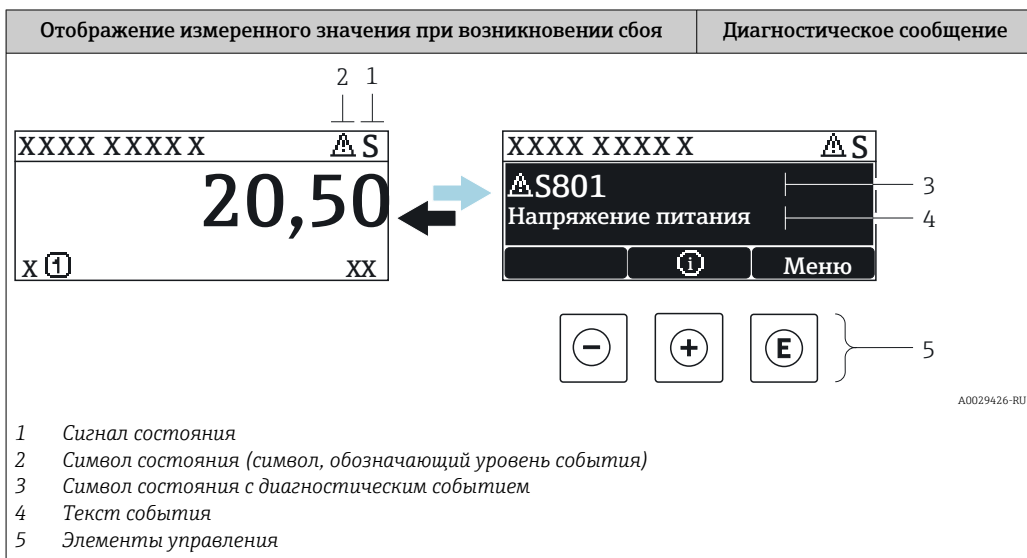 Отображение измеренного значения при возникновении сбоя
Диагностическое сообщение
2 1
XXXX XXXXX
S
20,50
x 1
XX
XXXX XXXXX
S
S801
Напряжение питания
i
Меню
3
4
- + E
5
A0029426-RU
1 Сигнал состояния
2 Символ состояния (символ, обозначающий уровень события)
3 Символ состояния с диагностическим событием
4 Текст события
5 Элементы управления